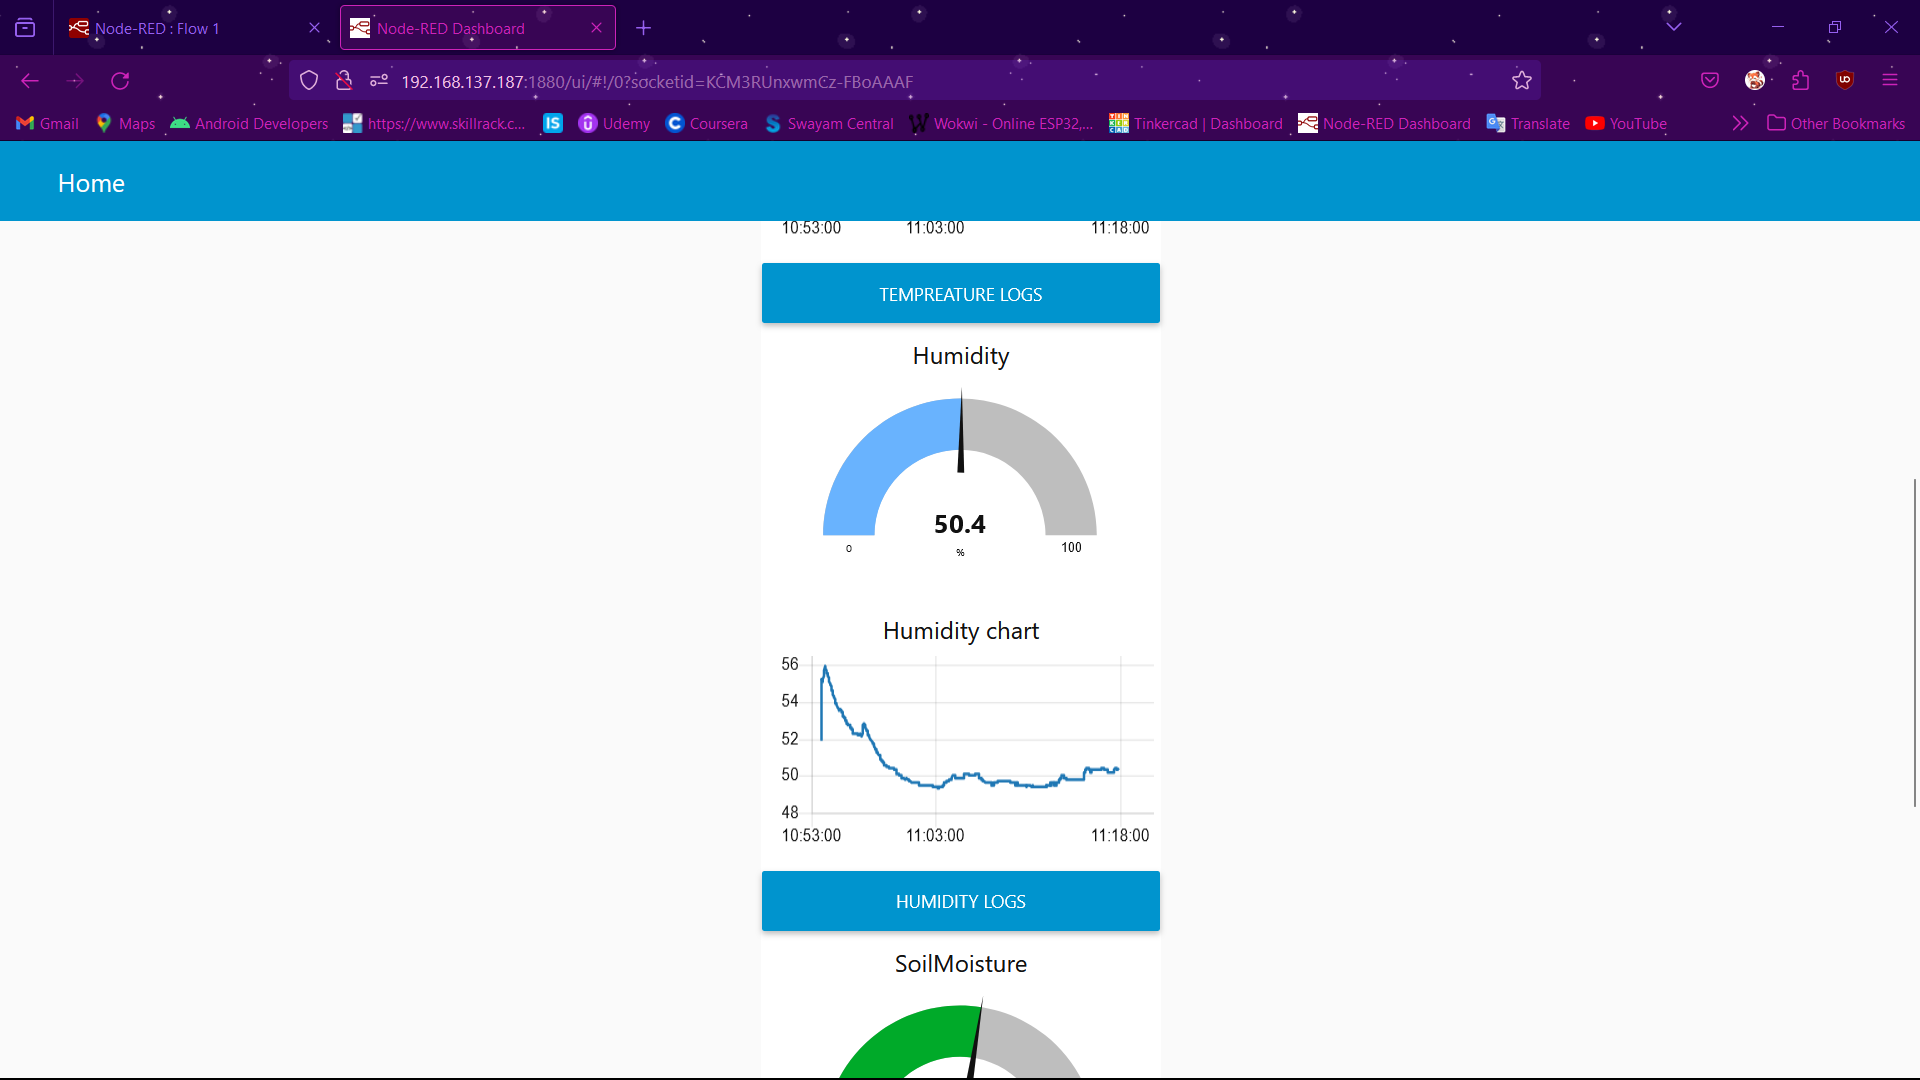 Node-RED : Flow 1
Node-RED Dashboard
192.168.137.187:1880/ui/#!/0?socketid=KCM3RUnxwmCz-FBoAAAF
Gmail
Maps
Android Developers
https://www.skillrack.c...
IS
Udemy
Coursera
Swayam Central
Wokwi - Online ESP32,...
Tinkercad | Dashboard
Node-RED Dashboard
Translate
YouTube
Other Bookmarks
Home
10:53:00 11:03:00 11:18:00
TEMPREATURE LOGS
Humidity
50.4
0 % 100
Humidity chart
56
54
52
50
48
10:53:00 11:03:00 11:18:00
HUMIDITY LOGS
SoilMoisture